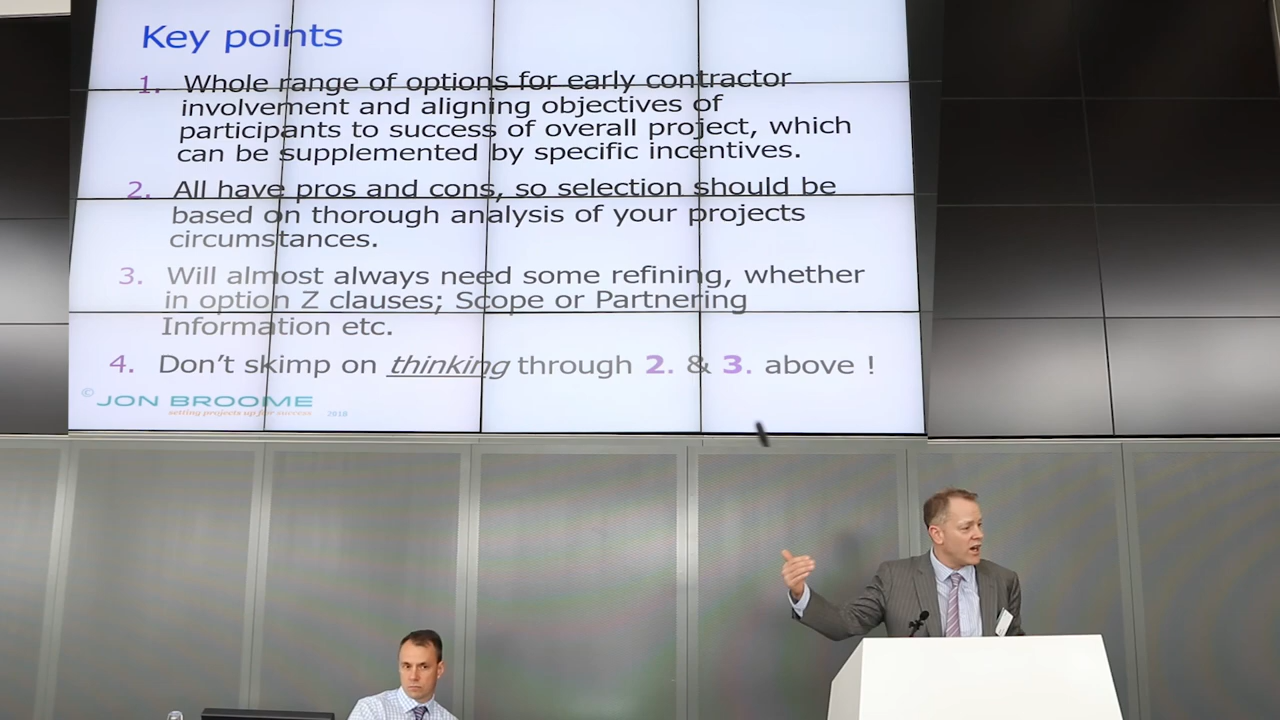 Key points
1. Whole range of options for early contractor
involvement and aligning objectives of
participants to success of overall project, which
can be supplemented by specific incentives.
2. All have pros and cons, so selection should be
based on thorough analysis of your projects
circumstances.
3. Will almost always need some refining, whether
in option Z clauses; Scope or Partnering
Information etc.
4. Don't skimp on thinking through 2. & 3. above !
© JON BROOME
setting projects up for success 2018